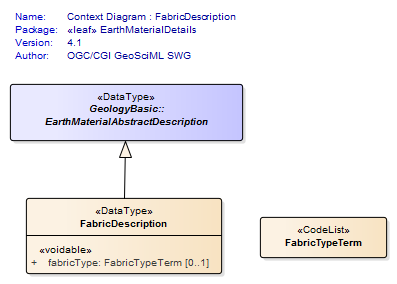 Name: Context Diagram : FabricDescription
Package: «leaf» EarthMaterialDetails
Version: 4.1
Author: OGC/CGI GeoSciML SWG
«DataType»
GeologyBasic::
EarthMaterialAbstractDescription
«DataType»
FabricDescription
«voidable»
+ fabricType: FabricTypeTerm [0..1]
«CodeList»
FabricTypeTerm